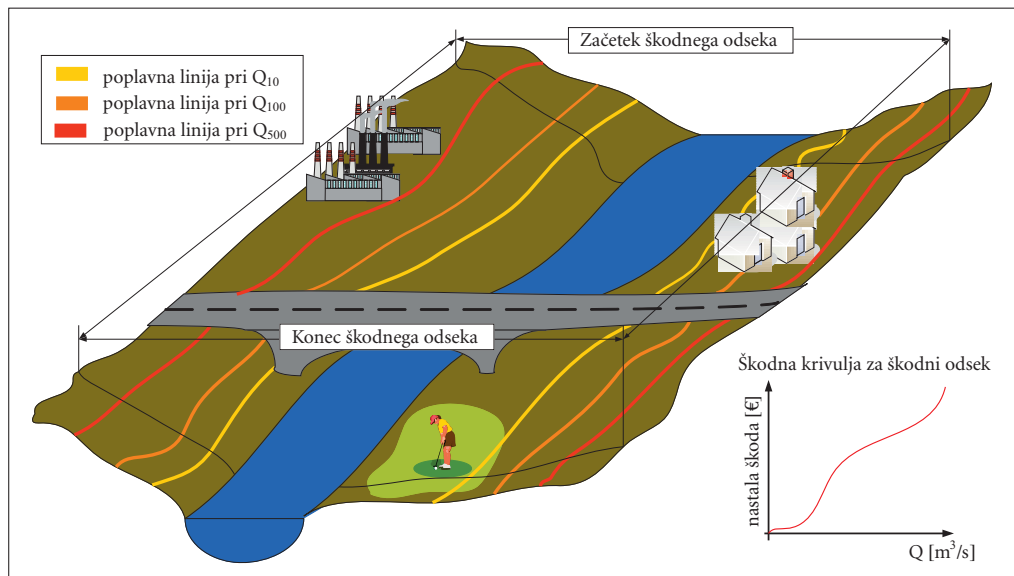 Začetek škodnega odseka
poplavna linija pri Q₁₀
poplavna linija pri Q₁₀₀
poplavna linija pri Q₅₀₀
Konec škodnega odseka
Škodna krivulja za škodni odsek
nastala škoda [€]
Q [m³/s]